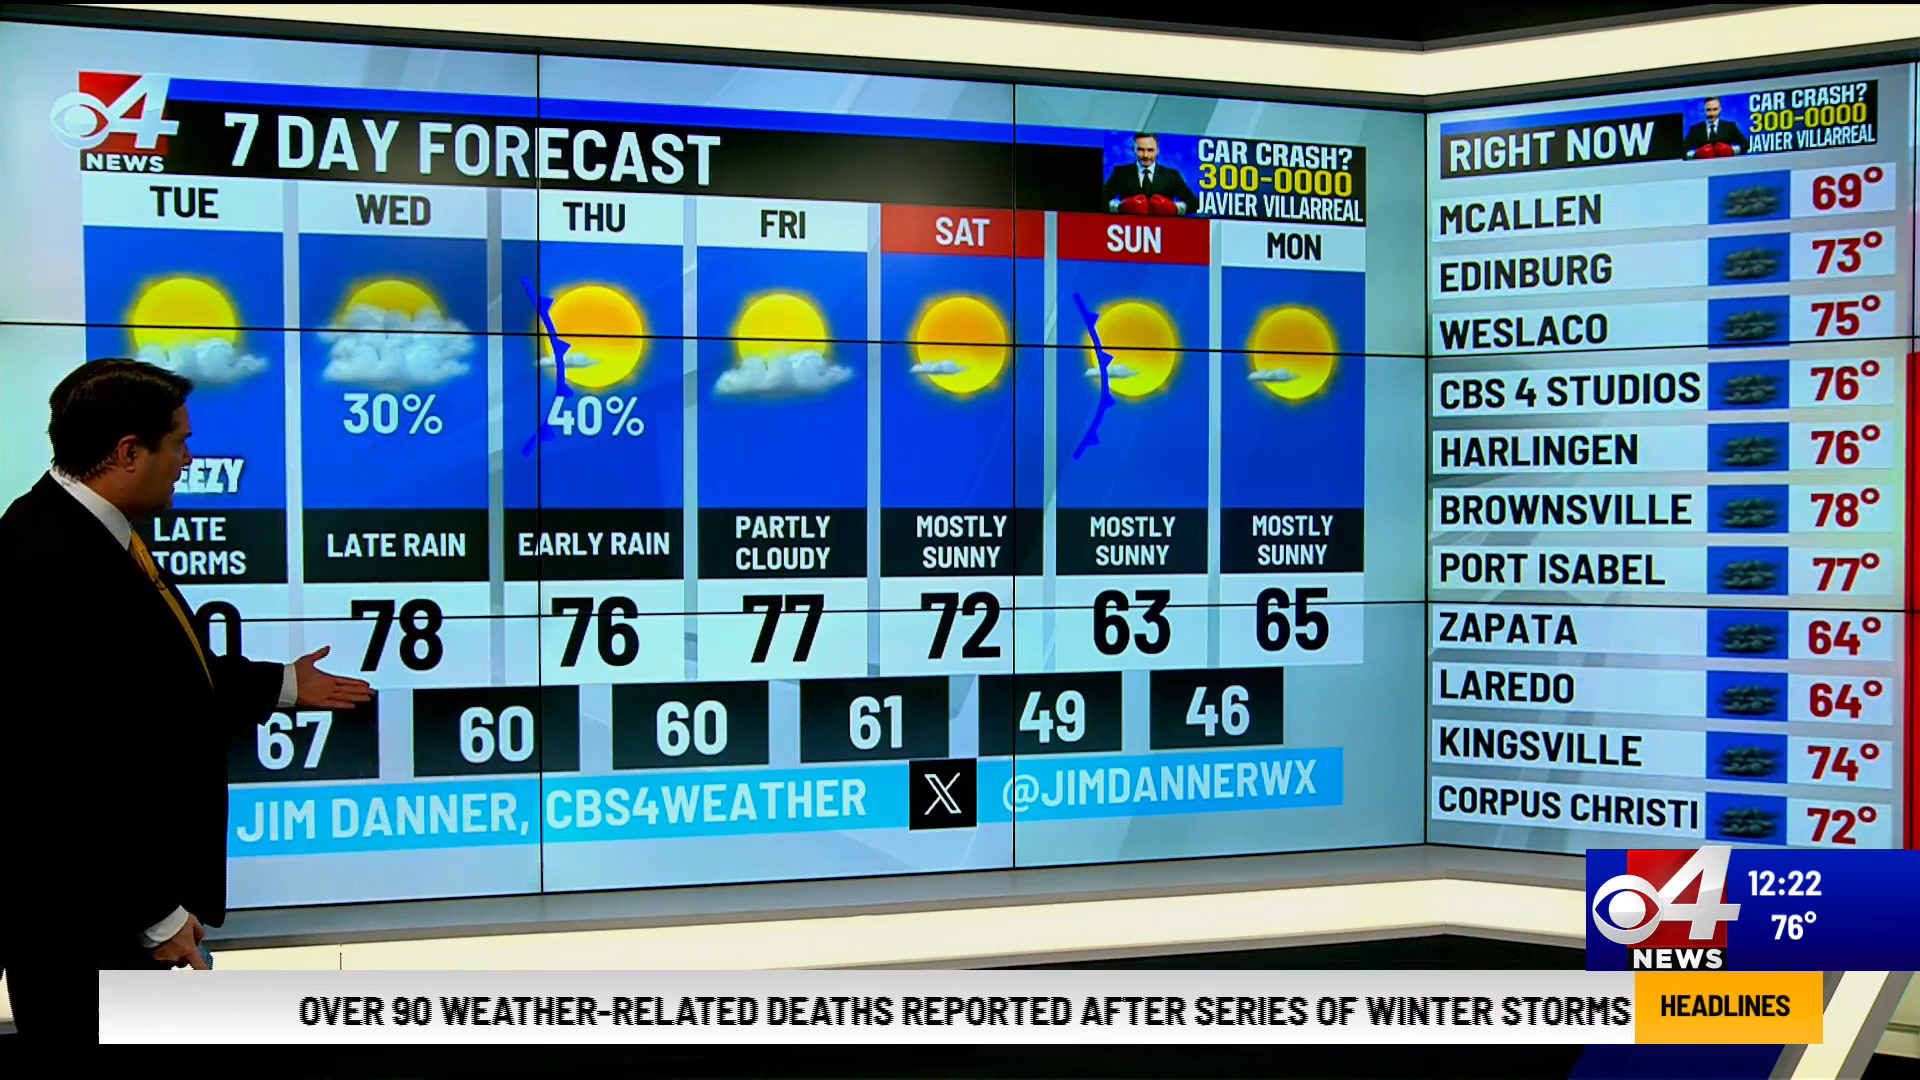 4
NEWS
7 DAY FORECAST
CAR CRASH?
300-0000
JAVIER VILLARREAL
TUE
WED
THU
FRI
SAT
SUN
MON
30%
40%
LATE
LATE RAIN
EARLY RAIN
PARTLY
CLOUDY
MOSTLY
SUNNY
MOSTLY
SUNNY
MOSTLY
SUNNY
78
76
77
72
63
65
67
60
60
61
49
46
JIM DANNER, CBS4WEATHER
X @JIMDANNERWX
RIGHT NOW
CAR CRASH?
300-0000
JAVIER VILLARREAL
MCALLEN 69°
EDINBURG 73°
WESLACO 75°
CBS 4 STUDIOS 76°
HARLINGEN 76°
BROWNSVILLE 78°
PORT ISABEL 77°
ZAPATA 64°
LAREDO 64°
KINGSVILLE 74°
CORPUS CHRISTI 72°
4
NEWS
12:22
76°
OVER 90 WEATHER-RELATED DEATHS REPORTED AFTER SERIES OF WINTER STORMS
HEADLINES